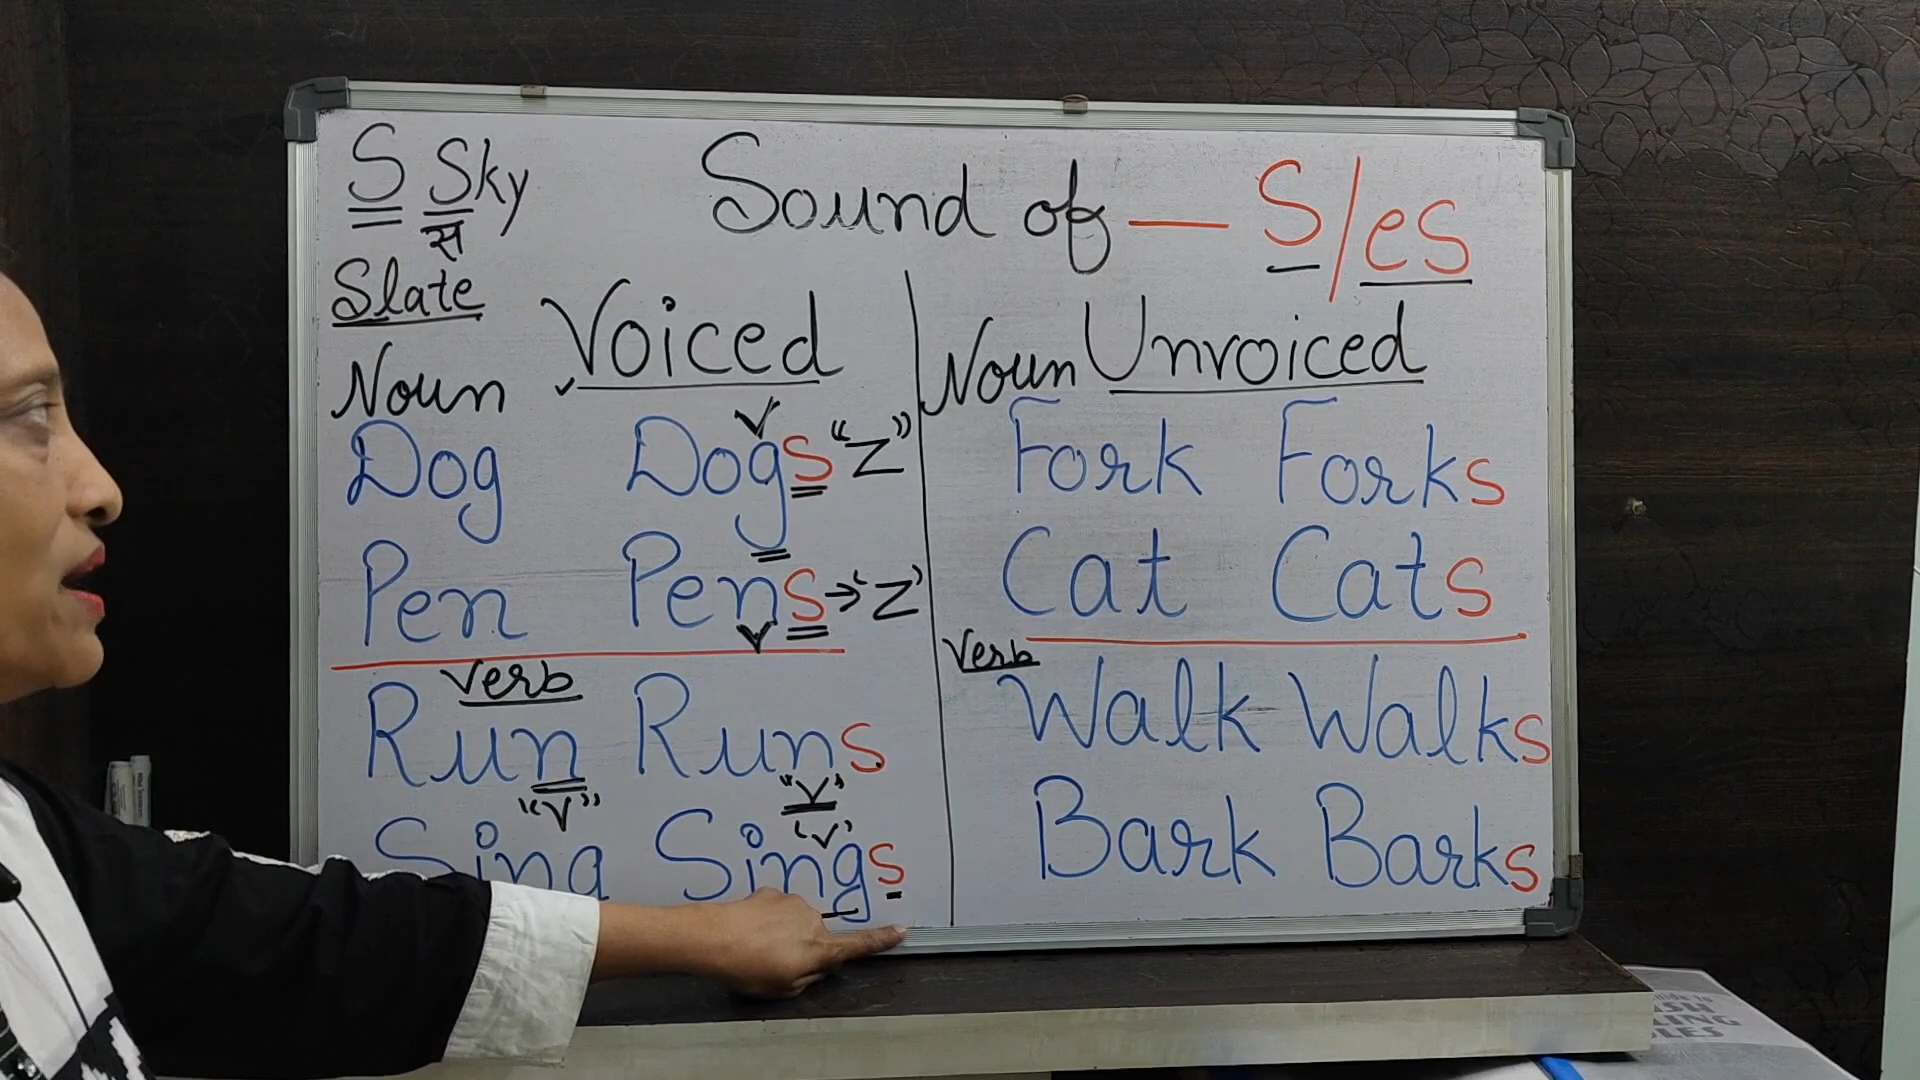 S Sky Sound of — S/es
स
Slate
Voiced Noun Unvoiced
Noun
Dog Dogs "Z" Fork Forks
Pen Pens → 'Z' Cat Cats
Verb Verb
Run Runs Walk Walks
"V" "V"
'V'
Sing Sings Bark Barks